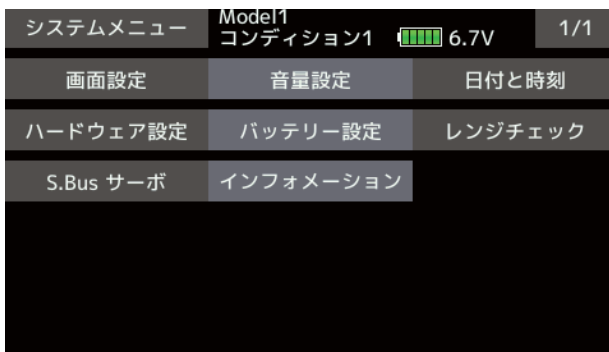 システムメニュー
Model1
コンディション1 6.7V
1/1
画面設定 音量設定 日付と時刻
ハードウェア設定 バッテリー設定 レンジチェック
S.Bus サーボ インフォメーション